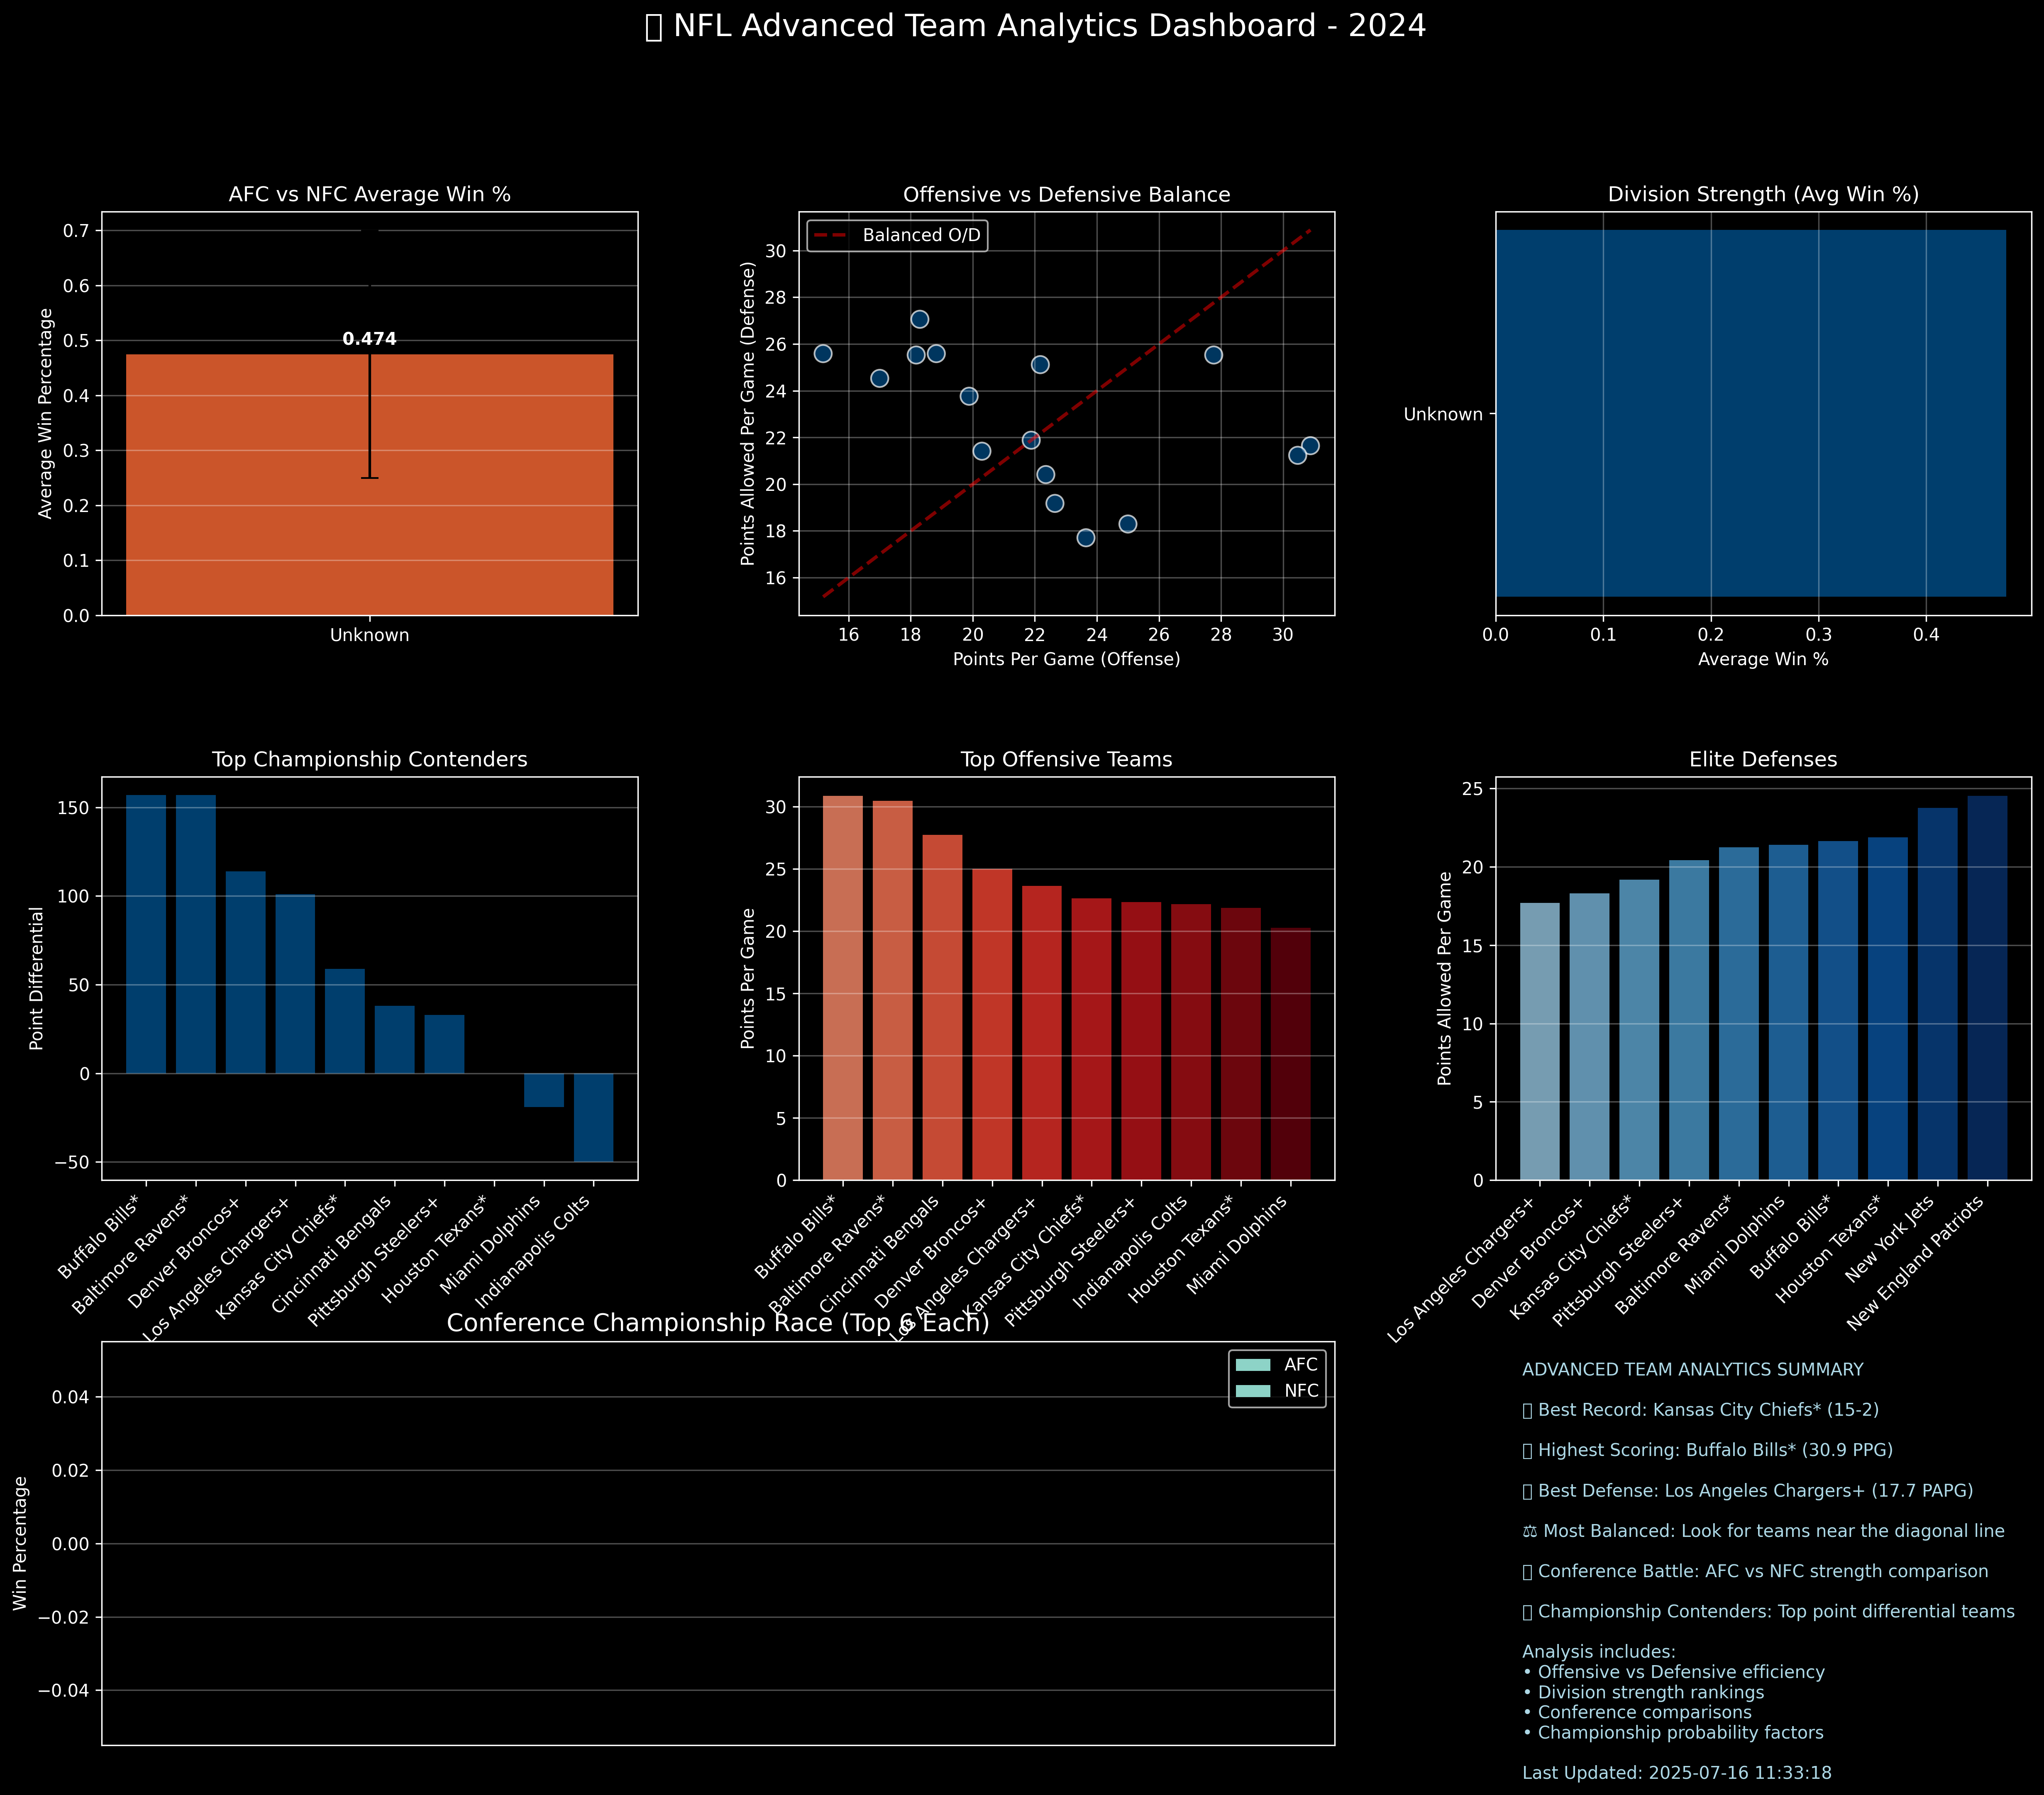 NFL Advanced Team Analytics Dashboard - 2024
AFC vs NFC Average Win %
Average Win Percentage
0.7
0.6
0.5
0.4
0.3
0.2
0.1
0.0
0.474
Unknown
Offensive vs Defensive Balance
Balanced O/D
Points Allowed Per Game (Defense)
30
28
26
24
22
20
18
16
16 18 20 22 24 26 28 30
Points Per Game (Offense)
Division Strength (Avg Win %)
Unknown
0.0 0.1 0.2 0.3 0.4
Average Win %
Top Championship Contenders
Point Differential
150
100
50
0
−50
Buffalo Bills*
Baltimore Ravens*
Denver Broncos+
Los Angeles Chargers+
Kansas City Chiefs*
Cincinnati Bengals
Pittsburgh Steelers+
Houston Texans*
Miami Dolphins
Indianapolis Colts
Top Offensive Teams
Points Per Game
30
25
20
15
10
5
0
Buffalo Bills*
Baltimore Ravens*
Cincinnati Bengals
Denver Broncos+
Los Angeles Chargers+
Kansas City Chiefs*
Pittsburgh Steelers+
Indianapolis Colts
Houston Texans*
Miami Dolphins
Elite Defenses
Points Allowed Per Game
25
20
15
10
5
0
Los Angeles Chargers+
Denver Broncos+
Kansas City Chiefs*
Pittsburgh Steelers+
Baltimore Ravens*
Miami Dolphins
Buffalo Bills*
Houston Texans*
New York Jets
New England Patriots
Conference Championship Race (Top 6 Each)
Win Percentage
0.04
0.02
0.00
−0.02
−0.04
AFC
NFC
ADVANCED TEAM ANALYTICS SUMMARY
Best Record: Kansas City Chiefs* (15-2)
Highest Scoring: Buffalo Bills* (30.9 PPG)
Best Defense: Los Angeles Chargers+ (17.7 PAPG)
⚖ Most Balanced: Look for teams near the diagonal line
Conference Battle: AFC vs NFC strength comparison
Championship Contenders: Top point differential teams
Analysis includes:
• Offensive vs Defensive efficiency
• Division strength rankings
• Conference comparisons
• Championship probability factors
Last Updated: 2025-07-16 11:33:18